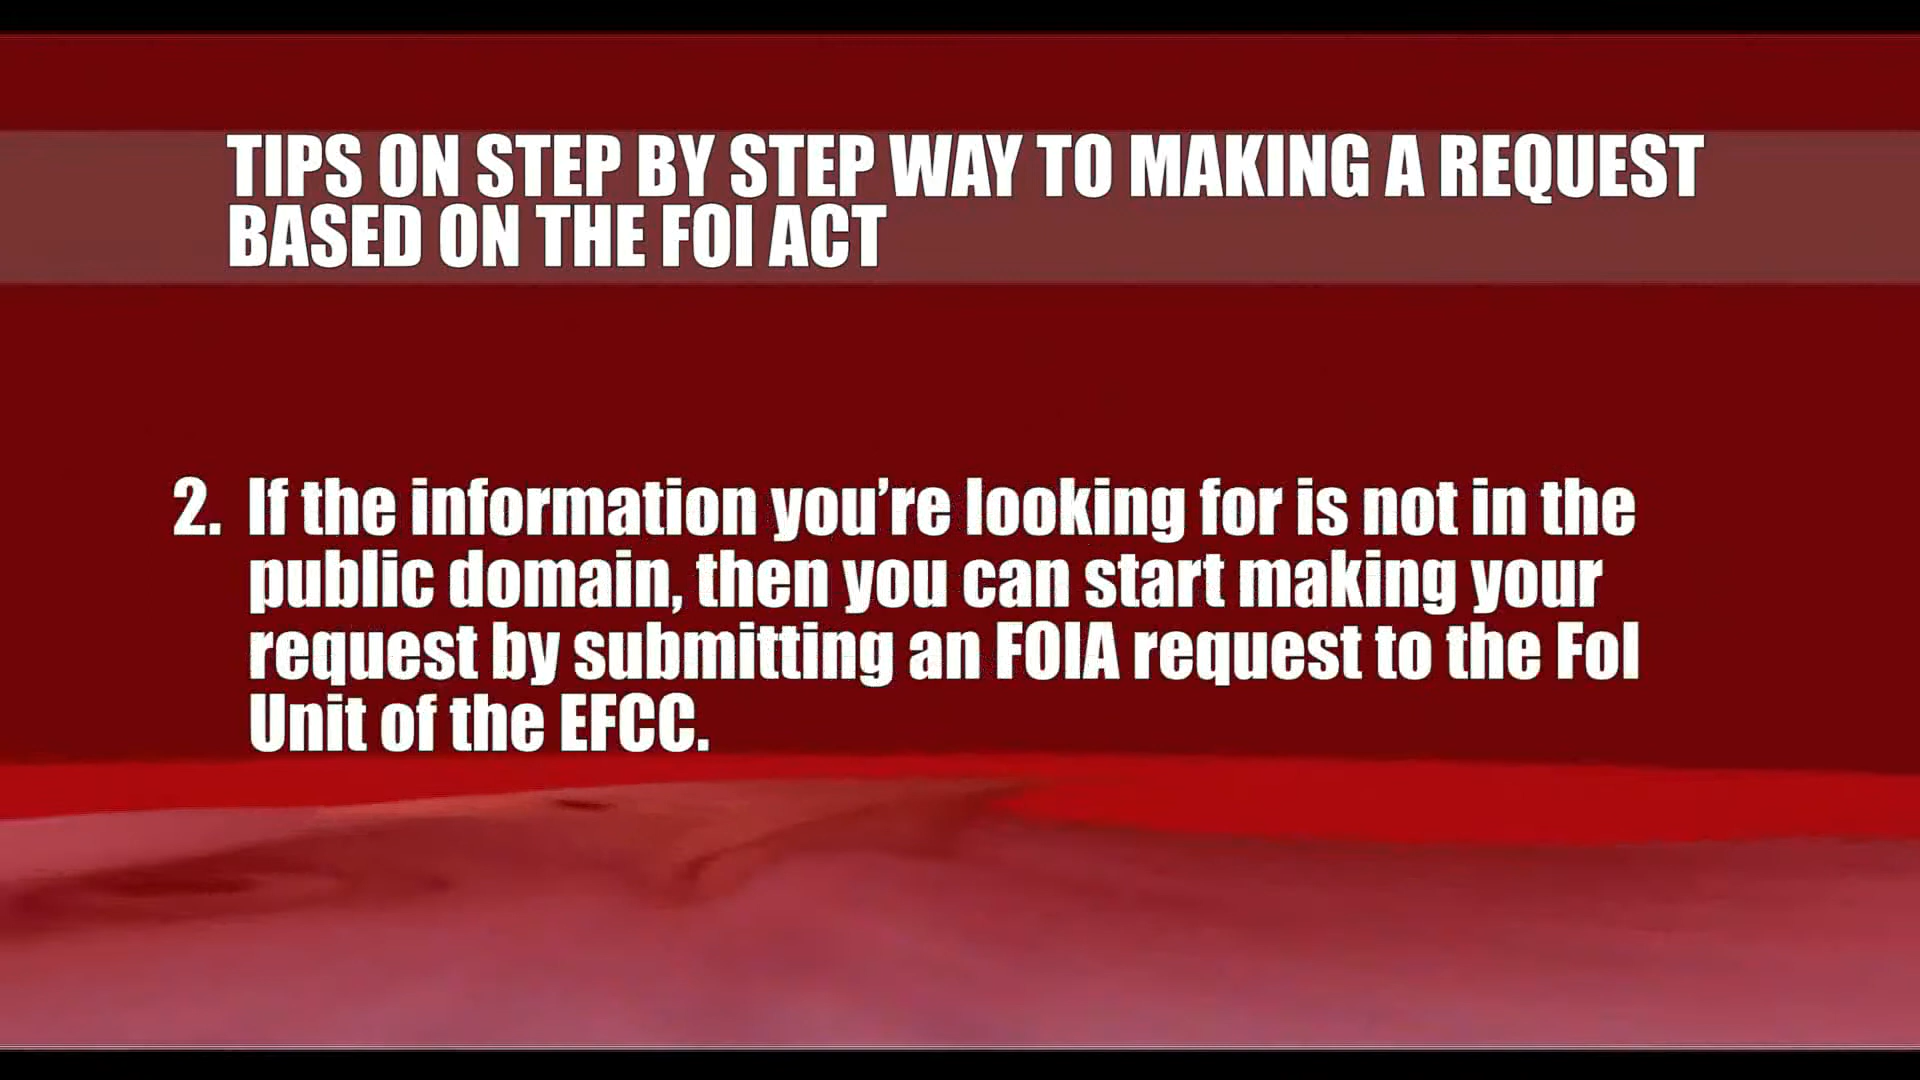 TIPS ON STEP BY STEP WAY TO MAKING A REQUEST
BASED ON THE FOI ACT
2. If the information you’re looking for is not in the
public domain, then you can start making your
request by submitting an FOIA request to the FoI
Unit of the EFCC.